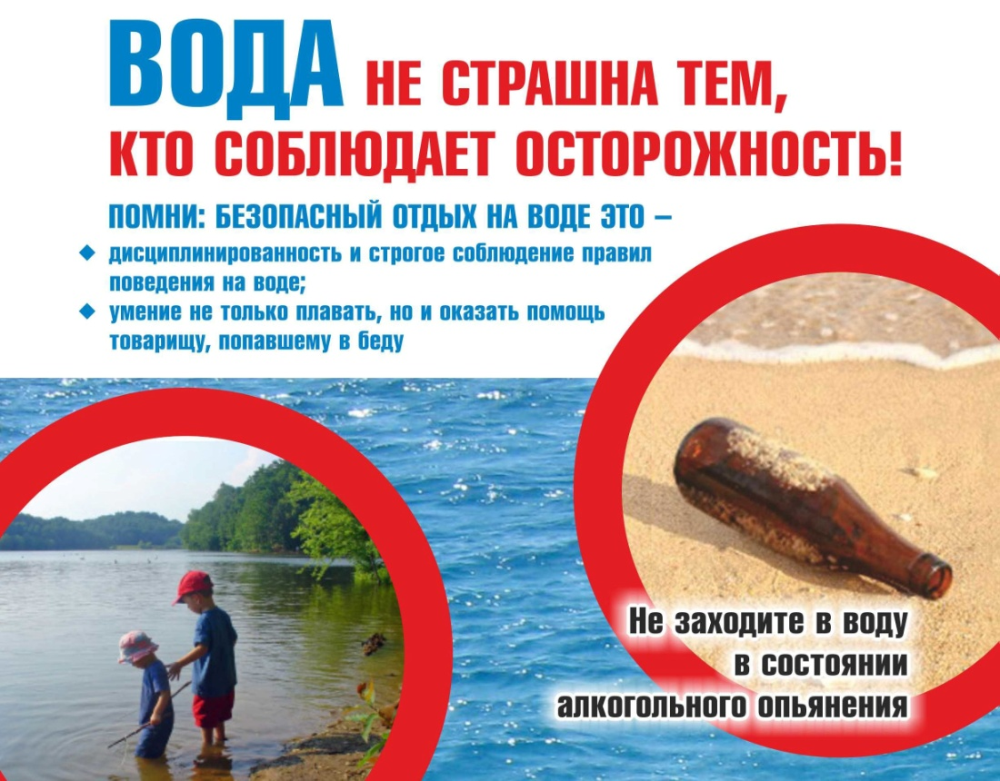 ВОДА НЕ СТРАШНА ТЕМ,
КТО СОБЛЮДАЕТ ОСТОРОЖНОСТЬ!
ПОМНИ: БЕЗОПАСНЫЙ ОТДЫХ НА ВОДЕ ЭТО –
◆ дисциплинированность и строгое соблюдение правил
поведения на воде;
◆ умение не только плавать, но и оказать помощь
товарищу, попавшему в беду
Не заходите в воду
в состоянии
алкогольного опьянения